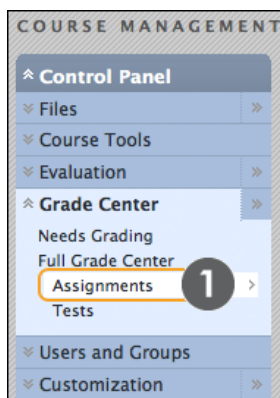 COURSE MANAGEMENT
Control Panel
Files
Course Tools
Evaluation
Grade Center
Needs Grading
Full Grade Center
Assignments 1
Tests
Users and Groups
Customization